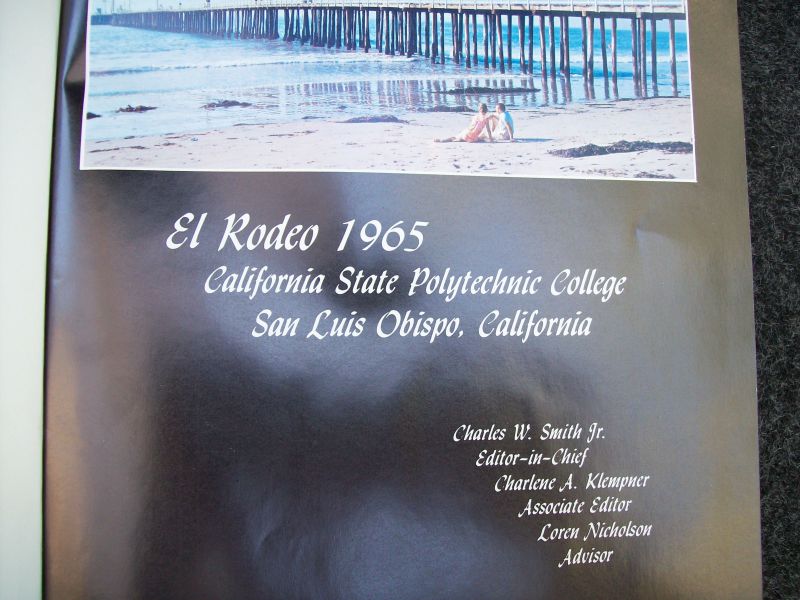 El Rodeo 1965
California State Polytechnic College
San Luis Obispo, California
Charles W. Smith Jr.
Editor-in-Chief
Charlene A. Klempner
Associate Editor
Loren Nicholson
Advisor